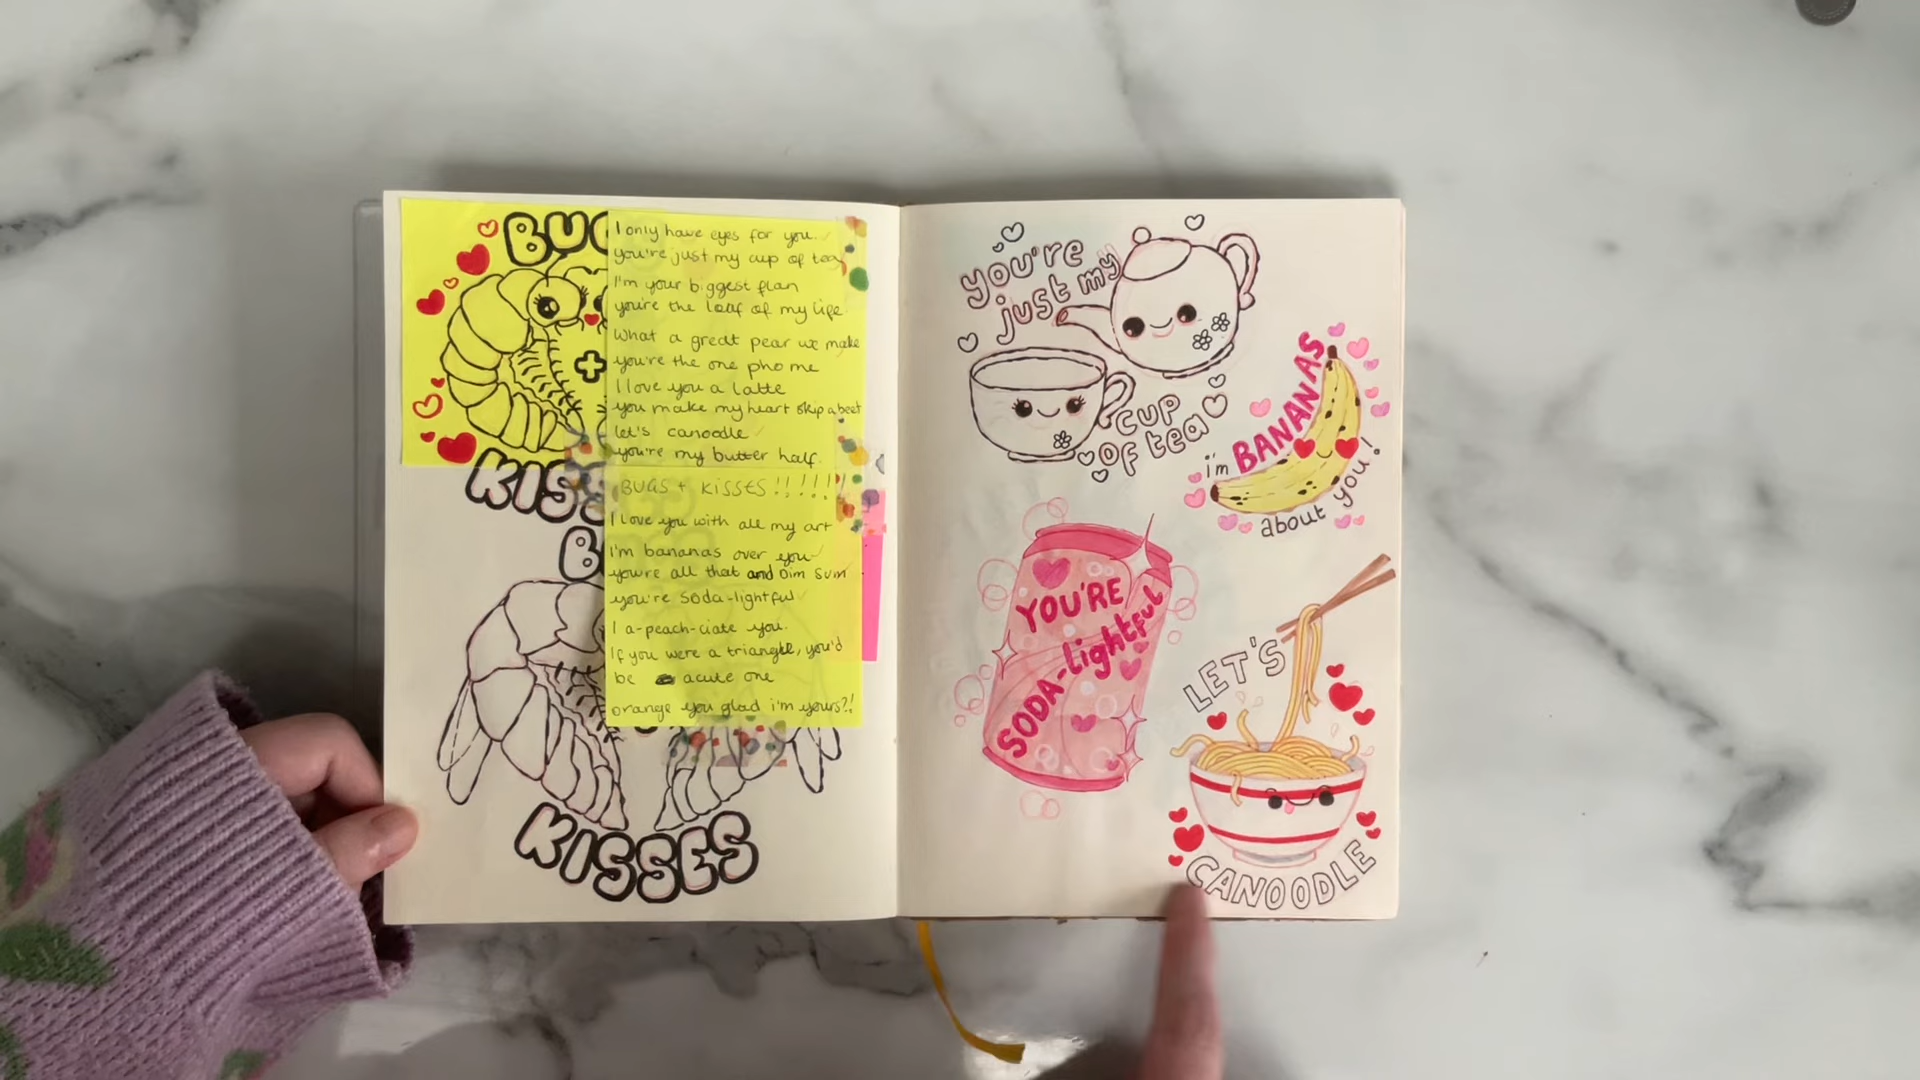 BUG
KISS
B
KISSES
I only have eyes for you.
you're just my cup of tea
I'm your biggest flan
you're the loaf of my life
What a great pear we make
you're the one pho me
I love you a latte
you make my heart skip a beet
let's canoodle
you're my butter half.
BUGS + KISSES!!!!!!
I love you with all my art
I'm bananas over you
you're all that and Dim Sum
you're soda-lightful
I a-peach-ciate you.
If you were a triangle, you'd
be acute one
orange you glad i'm yours?!
you're
just my
CUP
OF tea
i'm BANANAS
about you!
YOU'RE
SODA-lightful
LET'S
CANOODLE